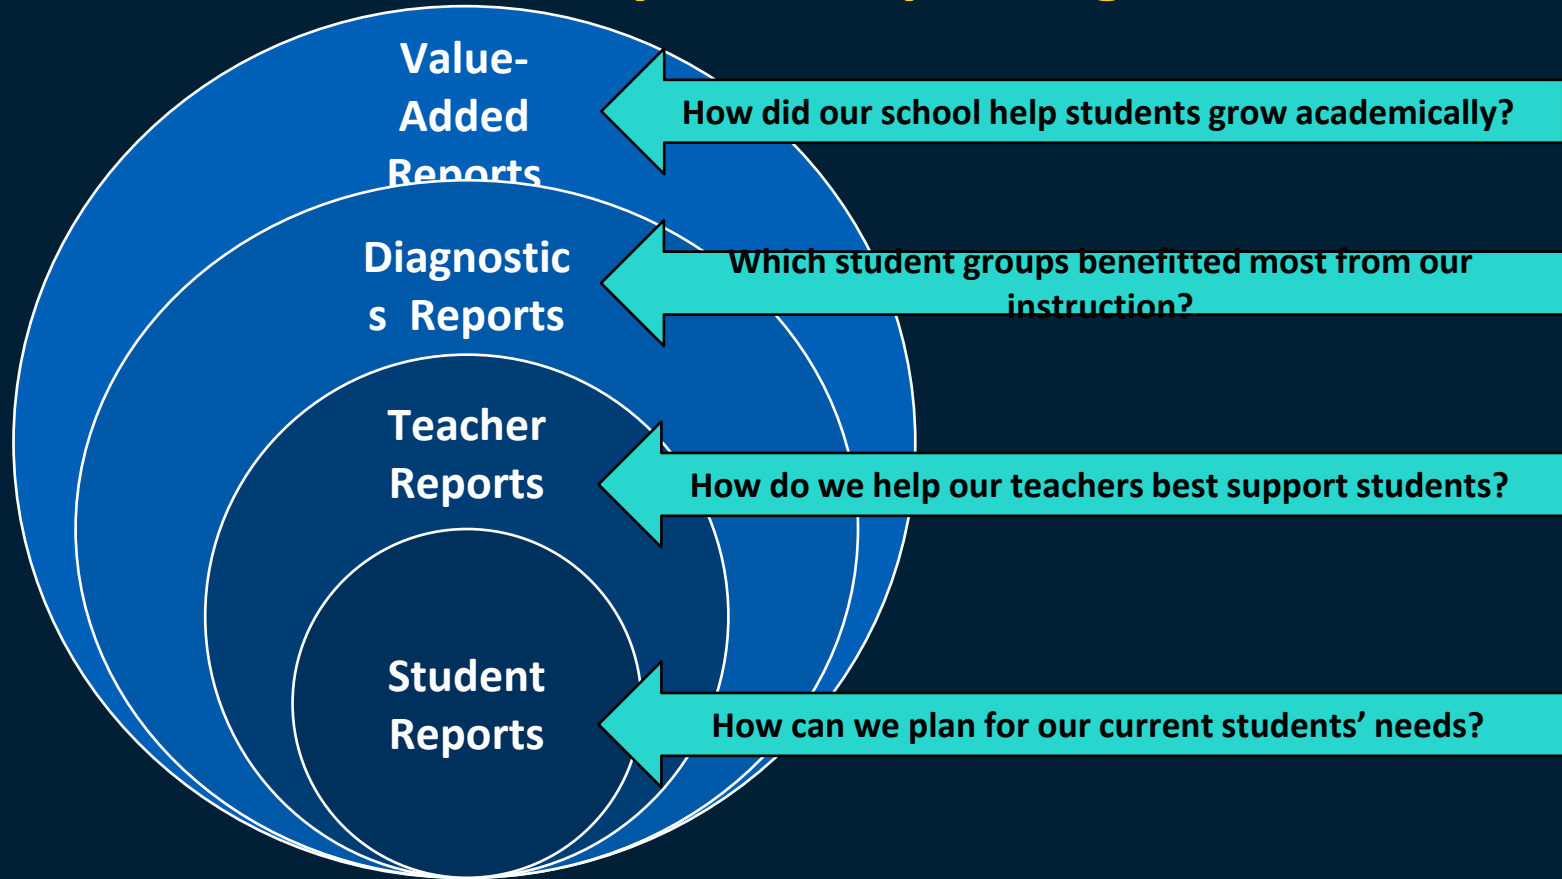 Value-
Added
Reports
How did our school help students grow academically?
Diagnostic
s Reports
Which student groups benefitted most from our
instruction?
Teacher
Reports
How do we help our teachers best support students?
Student
Reports
How can we plan for our current students’ needs?